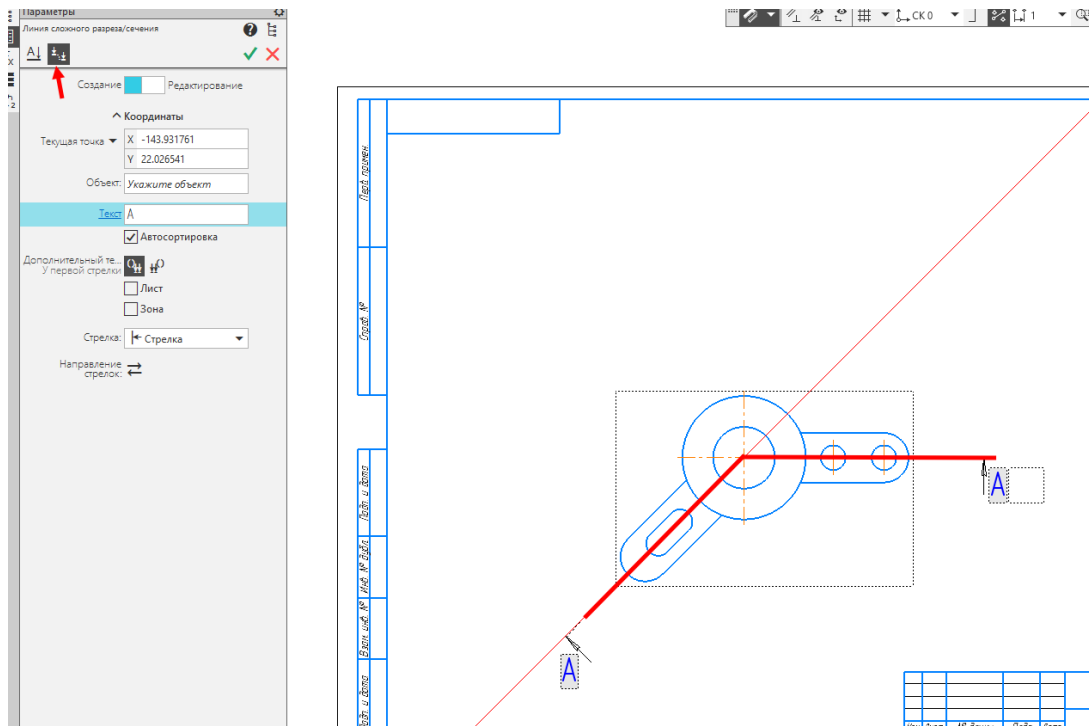 Параметры
Линия сложного разреза/сечения
?
A
Создание Редактирование
Координаты
Текущая точка X -143.931761
Y 22.026541
Объект: Укажите объект
Текст A
Автосортировка
Дополнительный те...
У первой стрелки
Лист
Зона
Стрелка: Стрелка
Направление
стрелок:
СК 0
1
Перв. примен.
Справ. №
Подп. и дата
Инв. № дубл.
Взам. инв. №
Подп. и дата
A
A